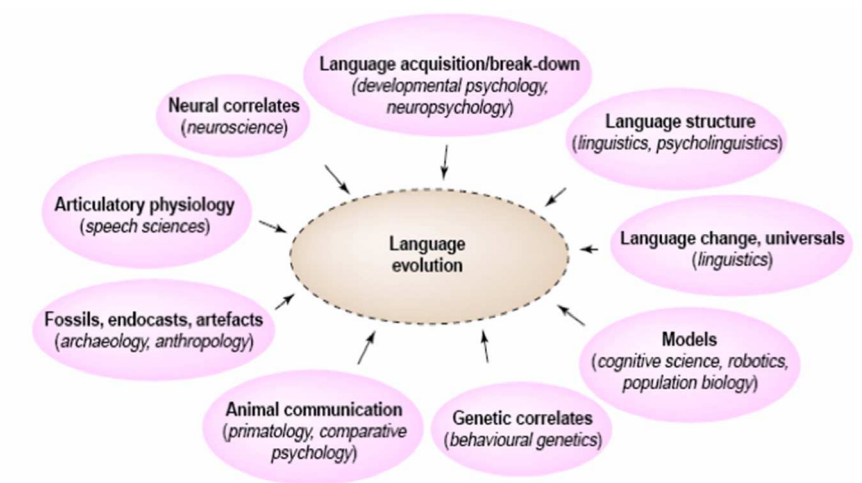 Language acquisition/break-down
(developmental psychology,
neuropsychology)
Neural correlates
(neuroscience)
Language structure
(linguistics, psycholinguistics)
Articulatory physiology
(speech sciences)
Language
evolution
Language change, universals
(linguistics)
Fossils, endocasts, artefacts
(archaeology, anthropology)
Models
(cognitive science, robotics,
population biology)
Animal communication
(primatology, comparative
psychology)
Genetic correlates
(behavioural genetics)